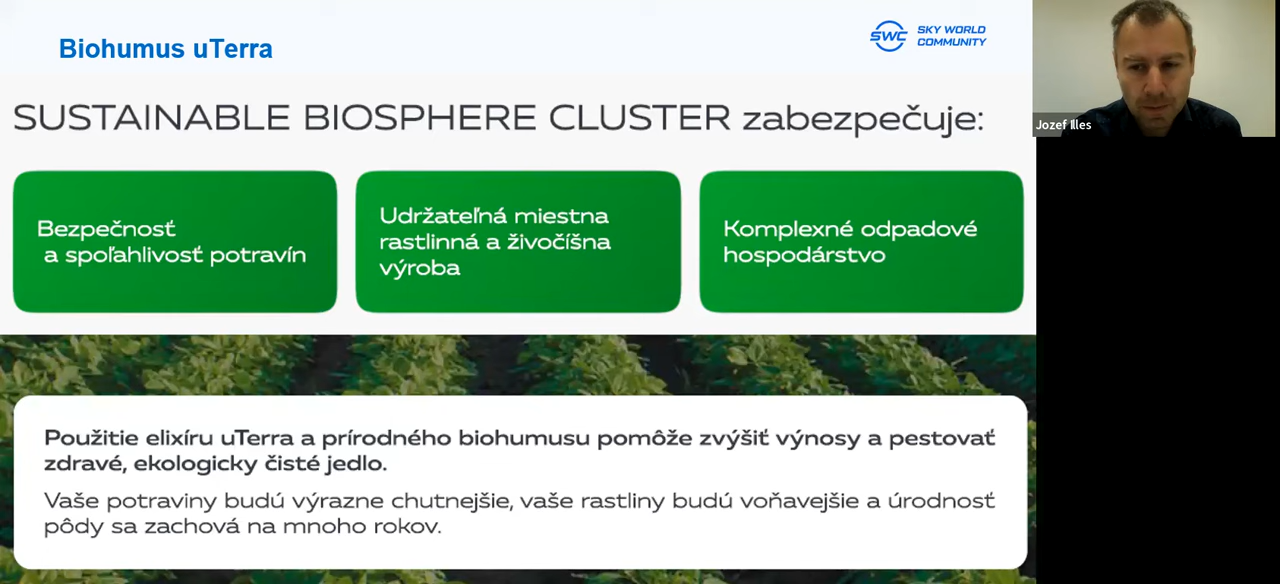 Biohumus uTerra
SWC
SKY WORLD
COMMUNITY
Jozef Illes
SUSTAINABLE BIOSPHERE CLUSTER zabezpečuje:
Bezpečnosť
a spoľahlivosť potravín
Udržateľná miestna
rastlinná a živočíšna
výroba
Komplexné odpadové
hospodárstvo
Použitie elixíru uTerra a prírodného biohumusu pomôže zvýšiť výnosy a pestovať
zdravé, ekologicky čisté jedlo.
Vaše potraviny budú výrazne chutnejšie, vaše rastliny budú voňavejšie a úrodnosť
pôdy sa zachová na mnoho rokov.